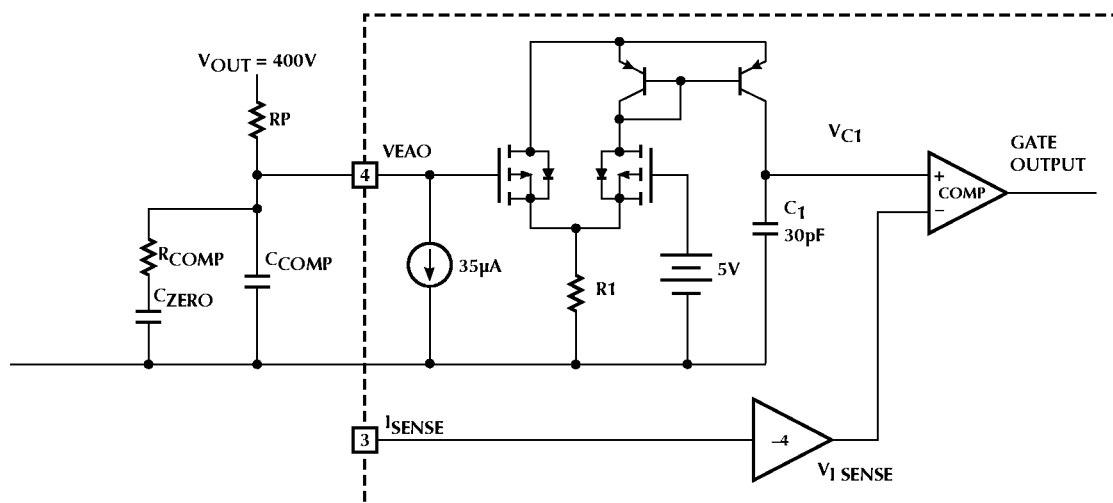 VOUT = 400V
RP
VEAO
4
RCOMP
CCOMP
CZERO
35µA
R1
5V
VC1
C1
30pF
+
COMP
–
GATE
OUTPUT
3
ISENSE
–4
VI SENSE